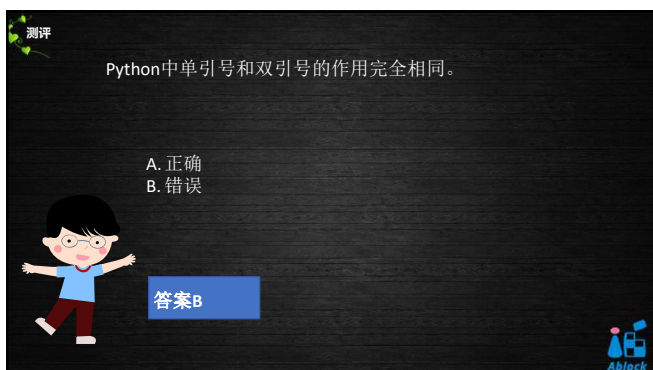 测评
Python中单引号和双引号的作用完全相同。
A. 正确
B. 错误
答案B
Ablock